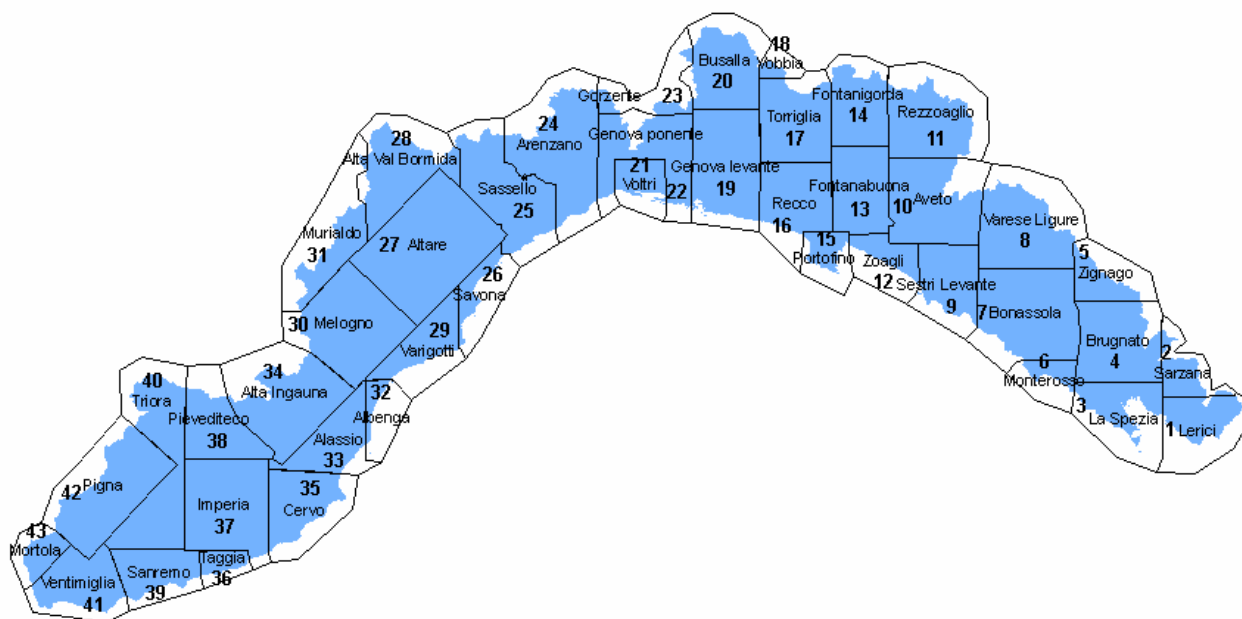 18
Vobbia
Busalla
20
Gorzente
23
Fontanigorda
14
Rezzoaglio
11
24
Arenzano
Genova ponente
Torriglia
17
28
Alta Val Bormida
21
Voltri
22
Genova levante
19
Sassello
25
Recco
16
Fontanabuona
13
10
Aveto
Varese Ligure
8
Murialdo
31
27
Altare
15
Portofino
Zoagli
12
5
Zignago
26
Savona
Sestri Levante
9
7
Bonassola
30
Melogno
29
Varigotti
Brugnato
4
2
Sarzana
34
Alta Ingauna
6
Monterosso
40
Triora
32
Albenga
3
La Spezia
1
Lerici
Pievediteco
38
Alassio
33
42
Pigna
Imperia
37
35
Cervo
43
Mortola
Ventimiglia
41
Sanremo
39
Taggia
36